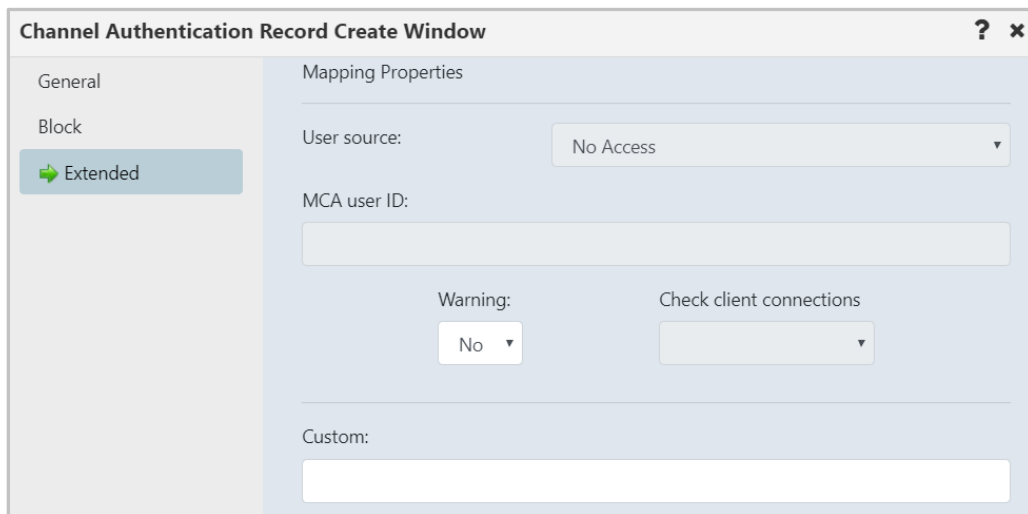 Channel Authentication Record Create Window ? ×
General
Block
Extended
Mapping Properties
User source: No Access
MCA user ID:
Warning: Check client connections
No
Custom: